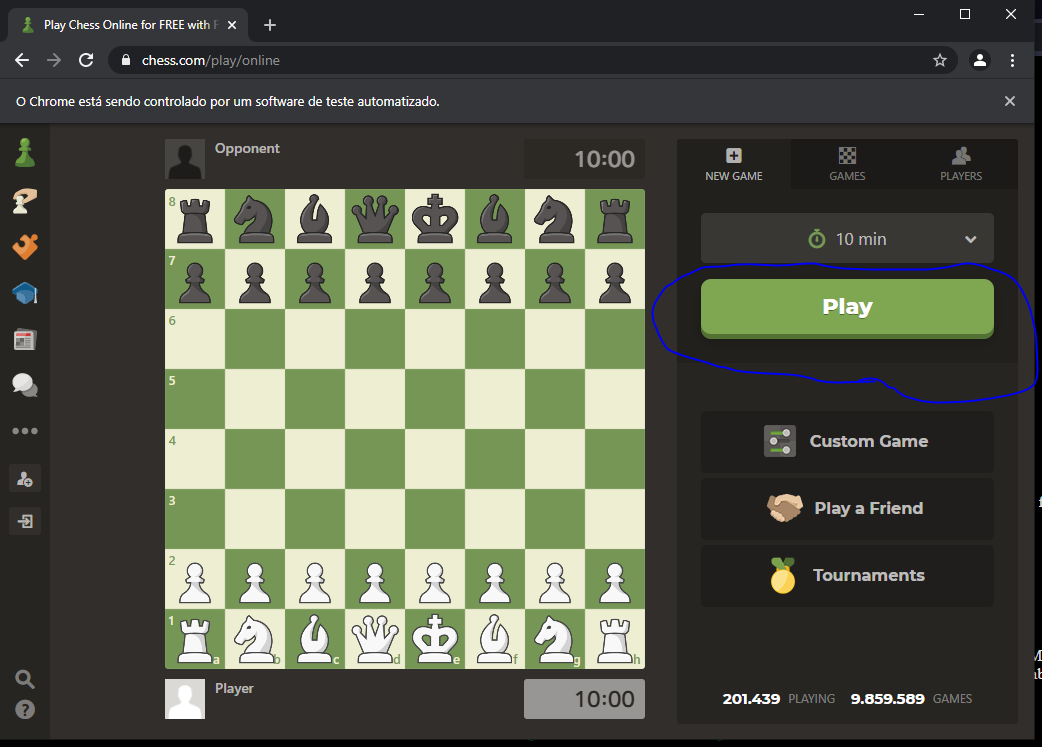 Play Chess Online for FREE with F
chess.com/play/online
O Chrome está sendo controlado por um software de teste automatizado.
Opponent
10:00
NEW GAME
GAMES
PLAYERS
10 min
Play
8
7
6
5
4
3
2
1
a b c d e f g h
Custom Game
Play a Friend
Tournaments
Player
10:00
201.439 PLAYING 9.859.589 GAMES